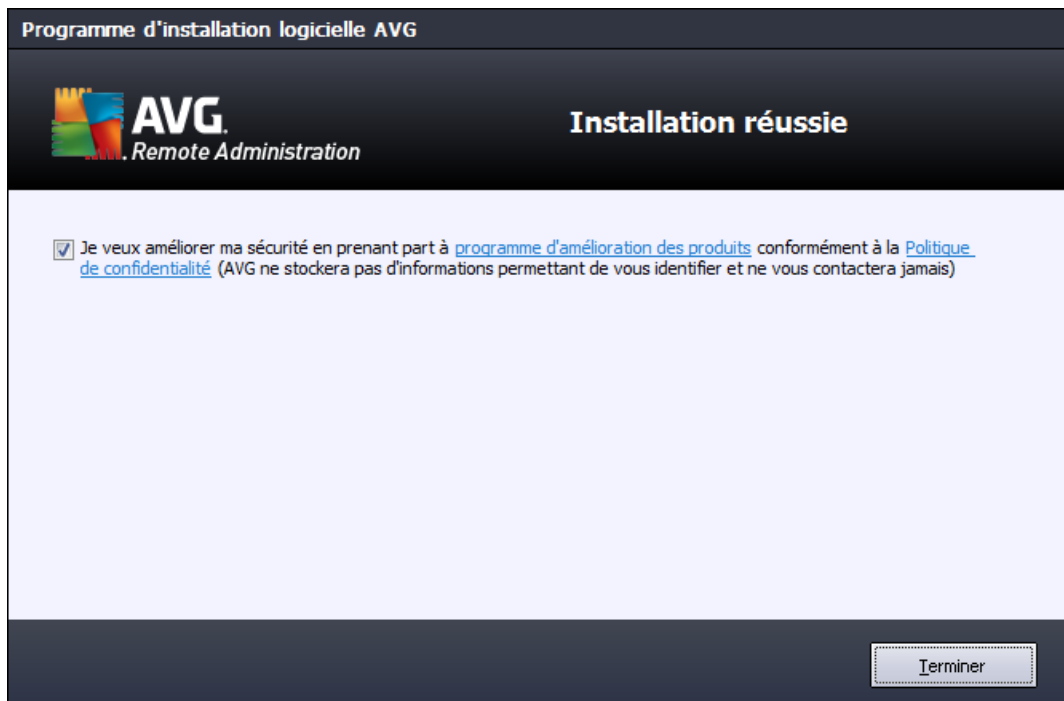 Programme d'installation logicielle AVG
AVG.
Remote Administration
Installation réussie
Je veux améliorer ma sécurité en prenant part à programme d'amélioration des produits conformément à la Politique
de confidentialité (AVG ne stockera pas d'informations permettant de vous identifier et ne vous contactera jamais)
Terminer